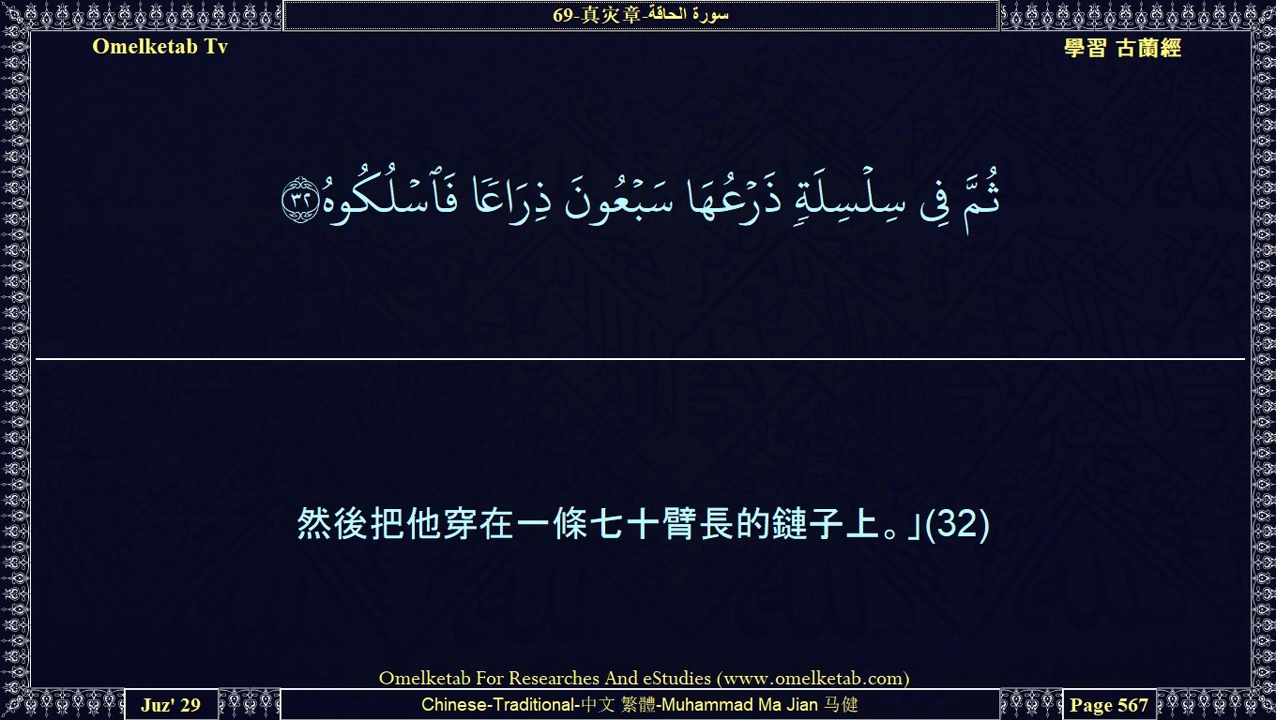 69-真灾章-سورة الحاقة
Omelketab Tv
學習 古蘭經
ثُمَّ فِى سِلْسِلَةٍ ذَرْعُهَا سَبْعُونَ ذِرَاعًا فَٱسْلُكُوهُ ٣٢
然後把他穿在一條七十臂長的鏈子上。」(32)
Omelketab For Researches And eStudies (www.omelketab.com)
Juz' 29
Chinese-Traditional-中文 繁體-Muhammad Ma Jian 马健
Page 567